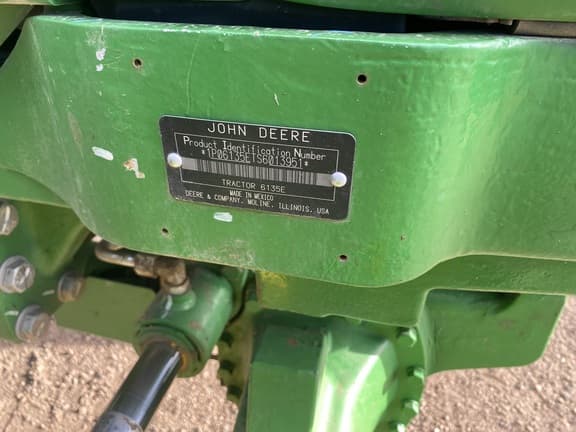 JOHN DEERE
Product Identification Number
*1P06135ETS6013951*
TRACTOR 6135E
MADE IN MEXICO
DEERE & COMPANY, MOLINE, ILLINOIS, USA